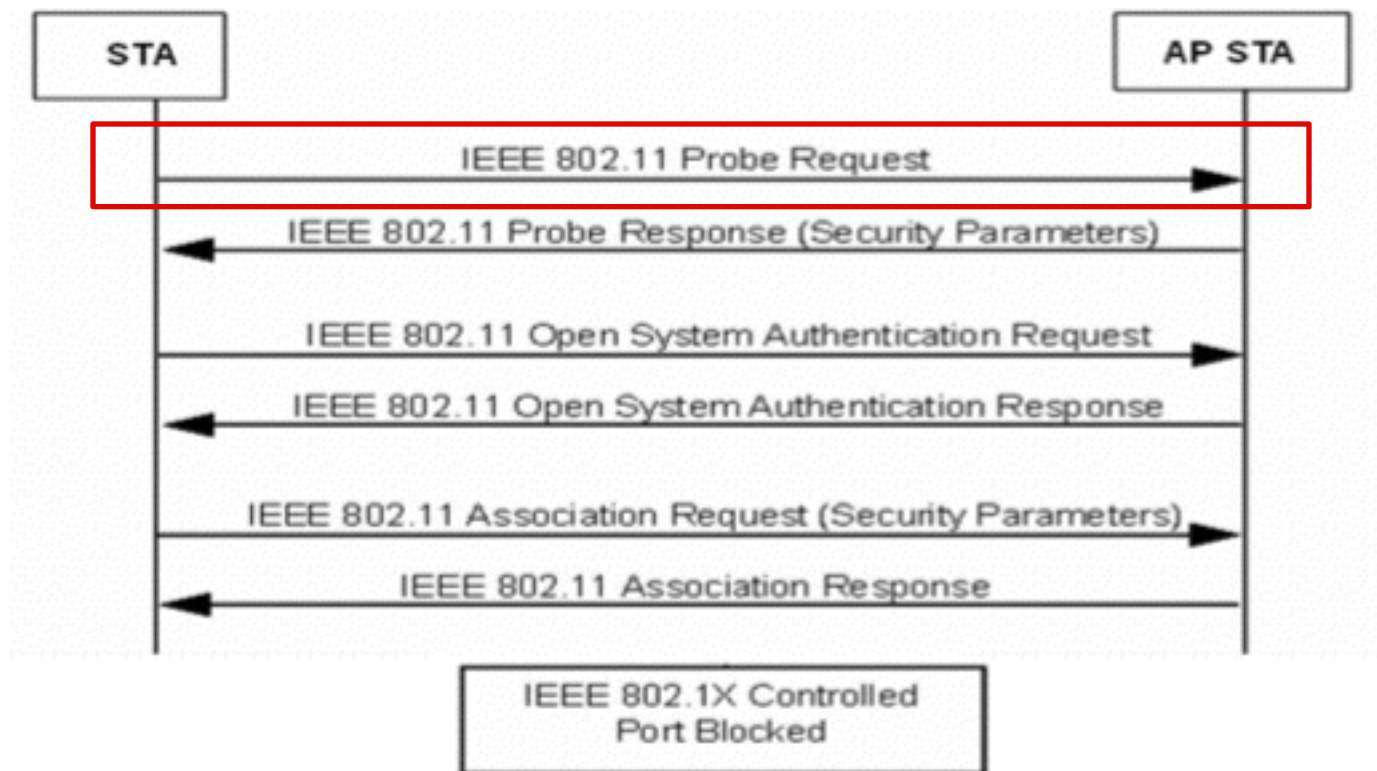 STA
AP STA
IEEE 802.11 Probe Request
IEEE 802.11 Probe Response (Security Parameters)
IEEE 802.11 Open System Authentication Request
IEEE 802.11 Open System Authentication Response
IEEE 802.11 Association Request (Security Parameters)
IEEE 802.11 Association Response
IEEE 802.1X Controlled
Port Blocked